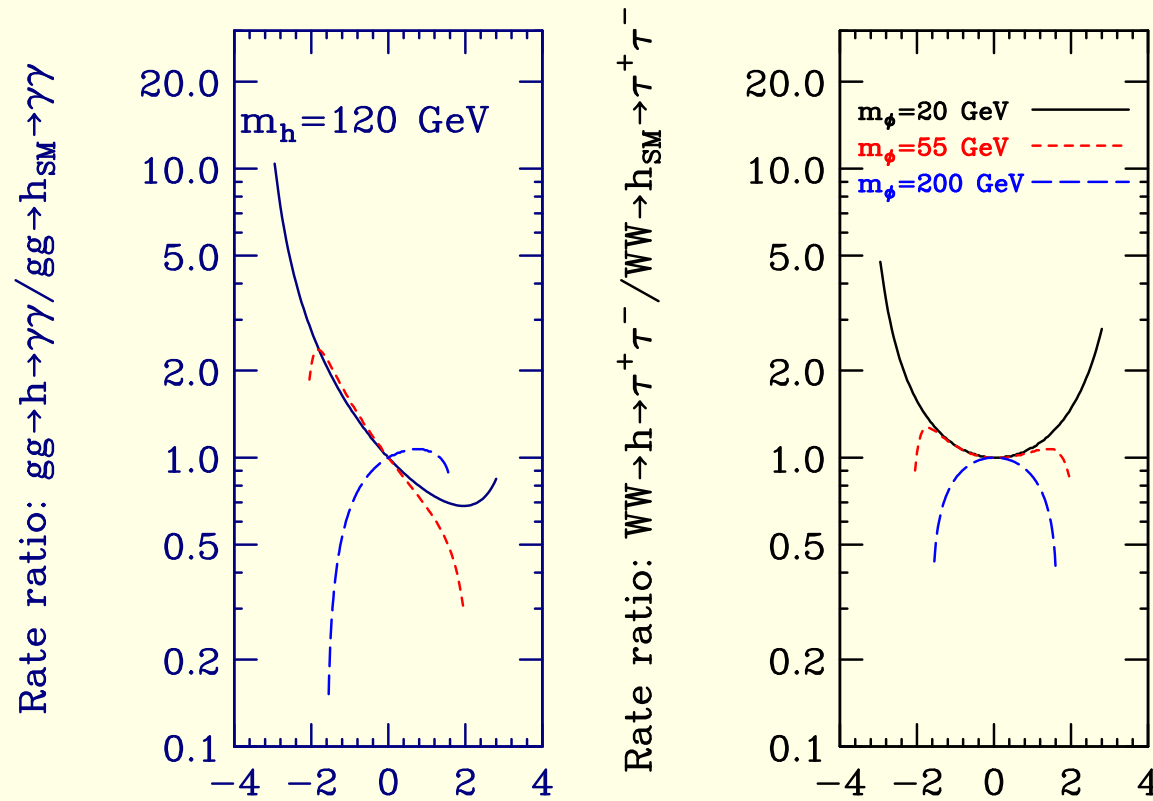 Rate ratio: gg→h→γγ/gg→h_SM→γγ
20.0
10.0
5.0
2.0
1.0
0.5
0.2
0.1
−4 −2 0 2 4
m_h=120 GeV
Rate ratio: WW→h→τ⁺τ⁻/WW→h_SM→τ⁺τ⁻
20.0
10.0
5.0
2.0
1.0
0.5
0.2
0.1
−4 −2 0 2 4
m_ϕ=20 GeV
m_ϕ=55 GeV
m_ϕ=200 GeV